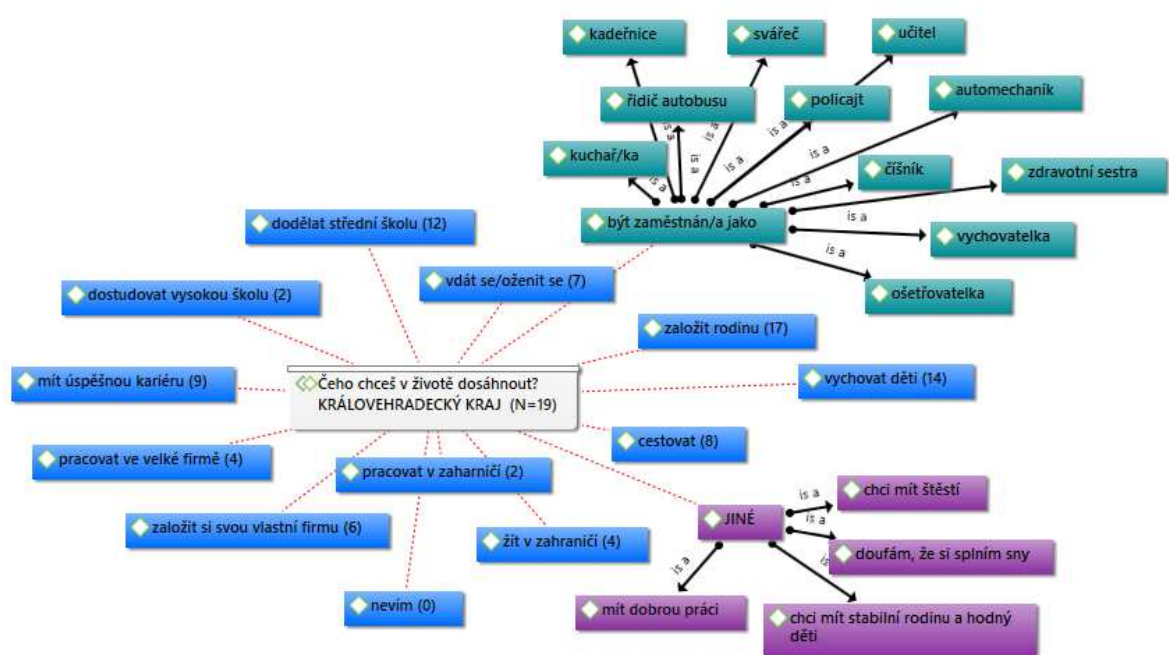 kadeřnice
svářeč
učitel
řidič autobusu
policajt
automechanik
kuchař/ka
číšník
zdravotní sestra
být zaměstnán/a jako
vychovatelka
ošetřovatelka
is a
is a
is a
is a
is a
is a
is a
is a
is a
is a
dodělat střední školu (12)
vdát se/oženit se (7)
dostudovat vysokou školu (2)
založit rodinu (17)
mít úspěšnou kariéru (9)
Čeho chceš v životě dosáhnout?
KRÁLOVEHRADECKÝ KRAJ (N=19)
vychovat děti (14)
cestovat (8)
pracovat ve velké firmě (4)
pracovat v zaharničí (2)
založit si svou vlastní firmu (6)
žít v zahraničí (4)
nevím (0)
JINÉ
is a
is a
is a
is
chci mít štěstí
doufám, že si splním sny
mít dobrou práci
chci mít stabilní rodinu a hodný
děti